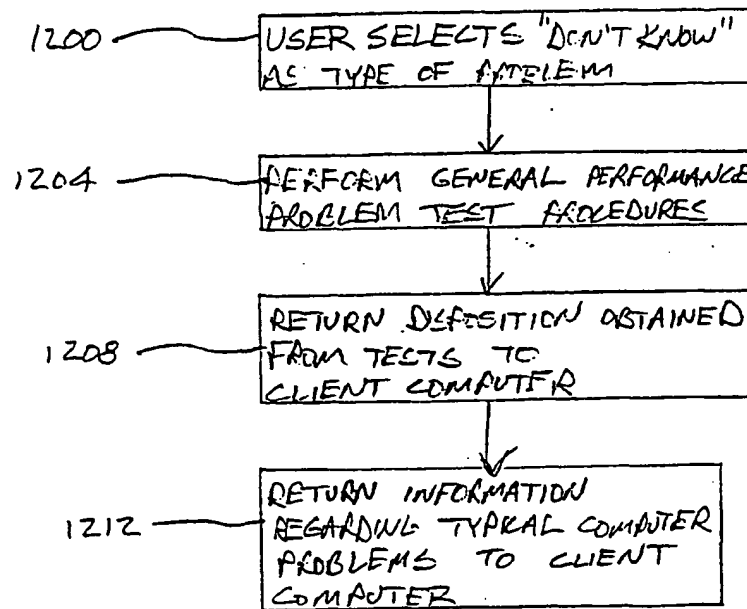 1200
USER SELECTS "DON'T KNOW"
AS TYPE OF PROBLEM
1204
PERFORM GENERAL PERFORMANCE
PROBLEM TEST PROCEDURES
1208
RETURN DISPOSITION OBTAINED
FROM TESTS TO
CLIENT COMPUTER
1212
RETURN INFORMATION
REGARDING TYPICAL COMPUTER
PROBLEMS TO CLIENT
COMPUTER